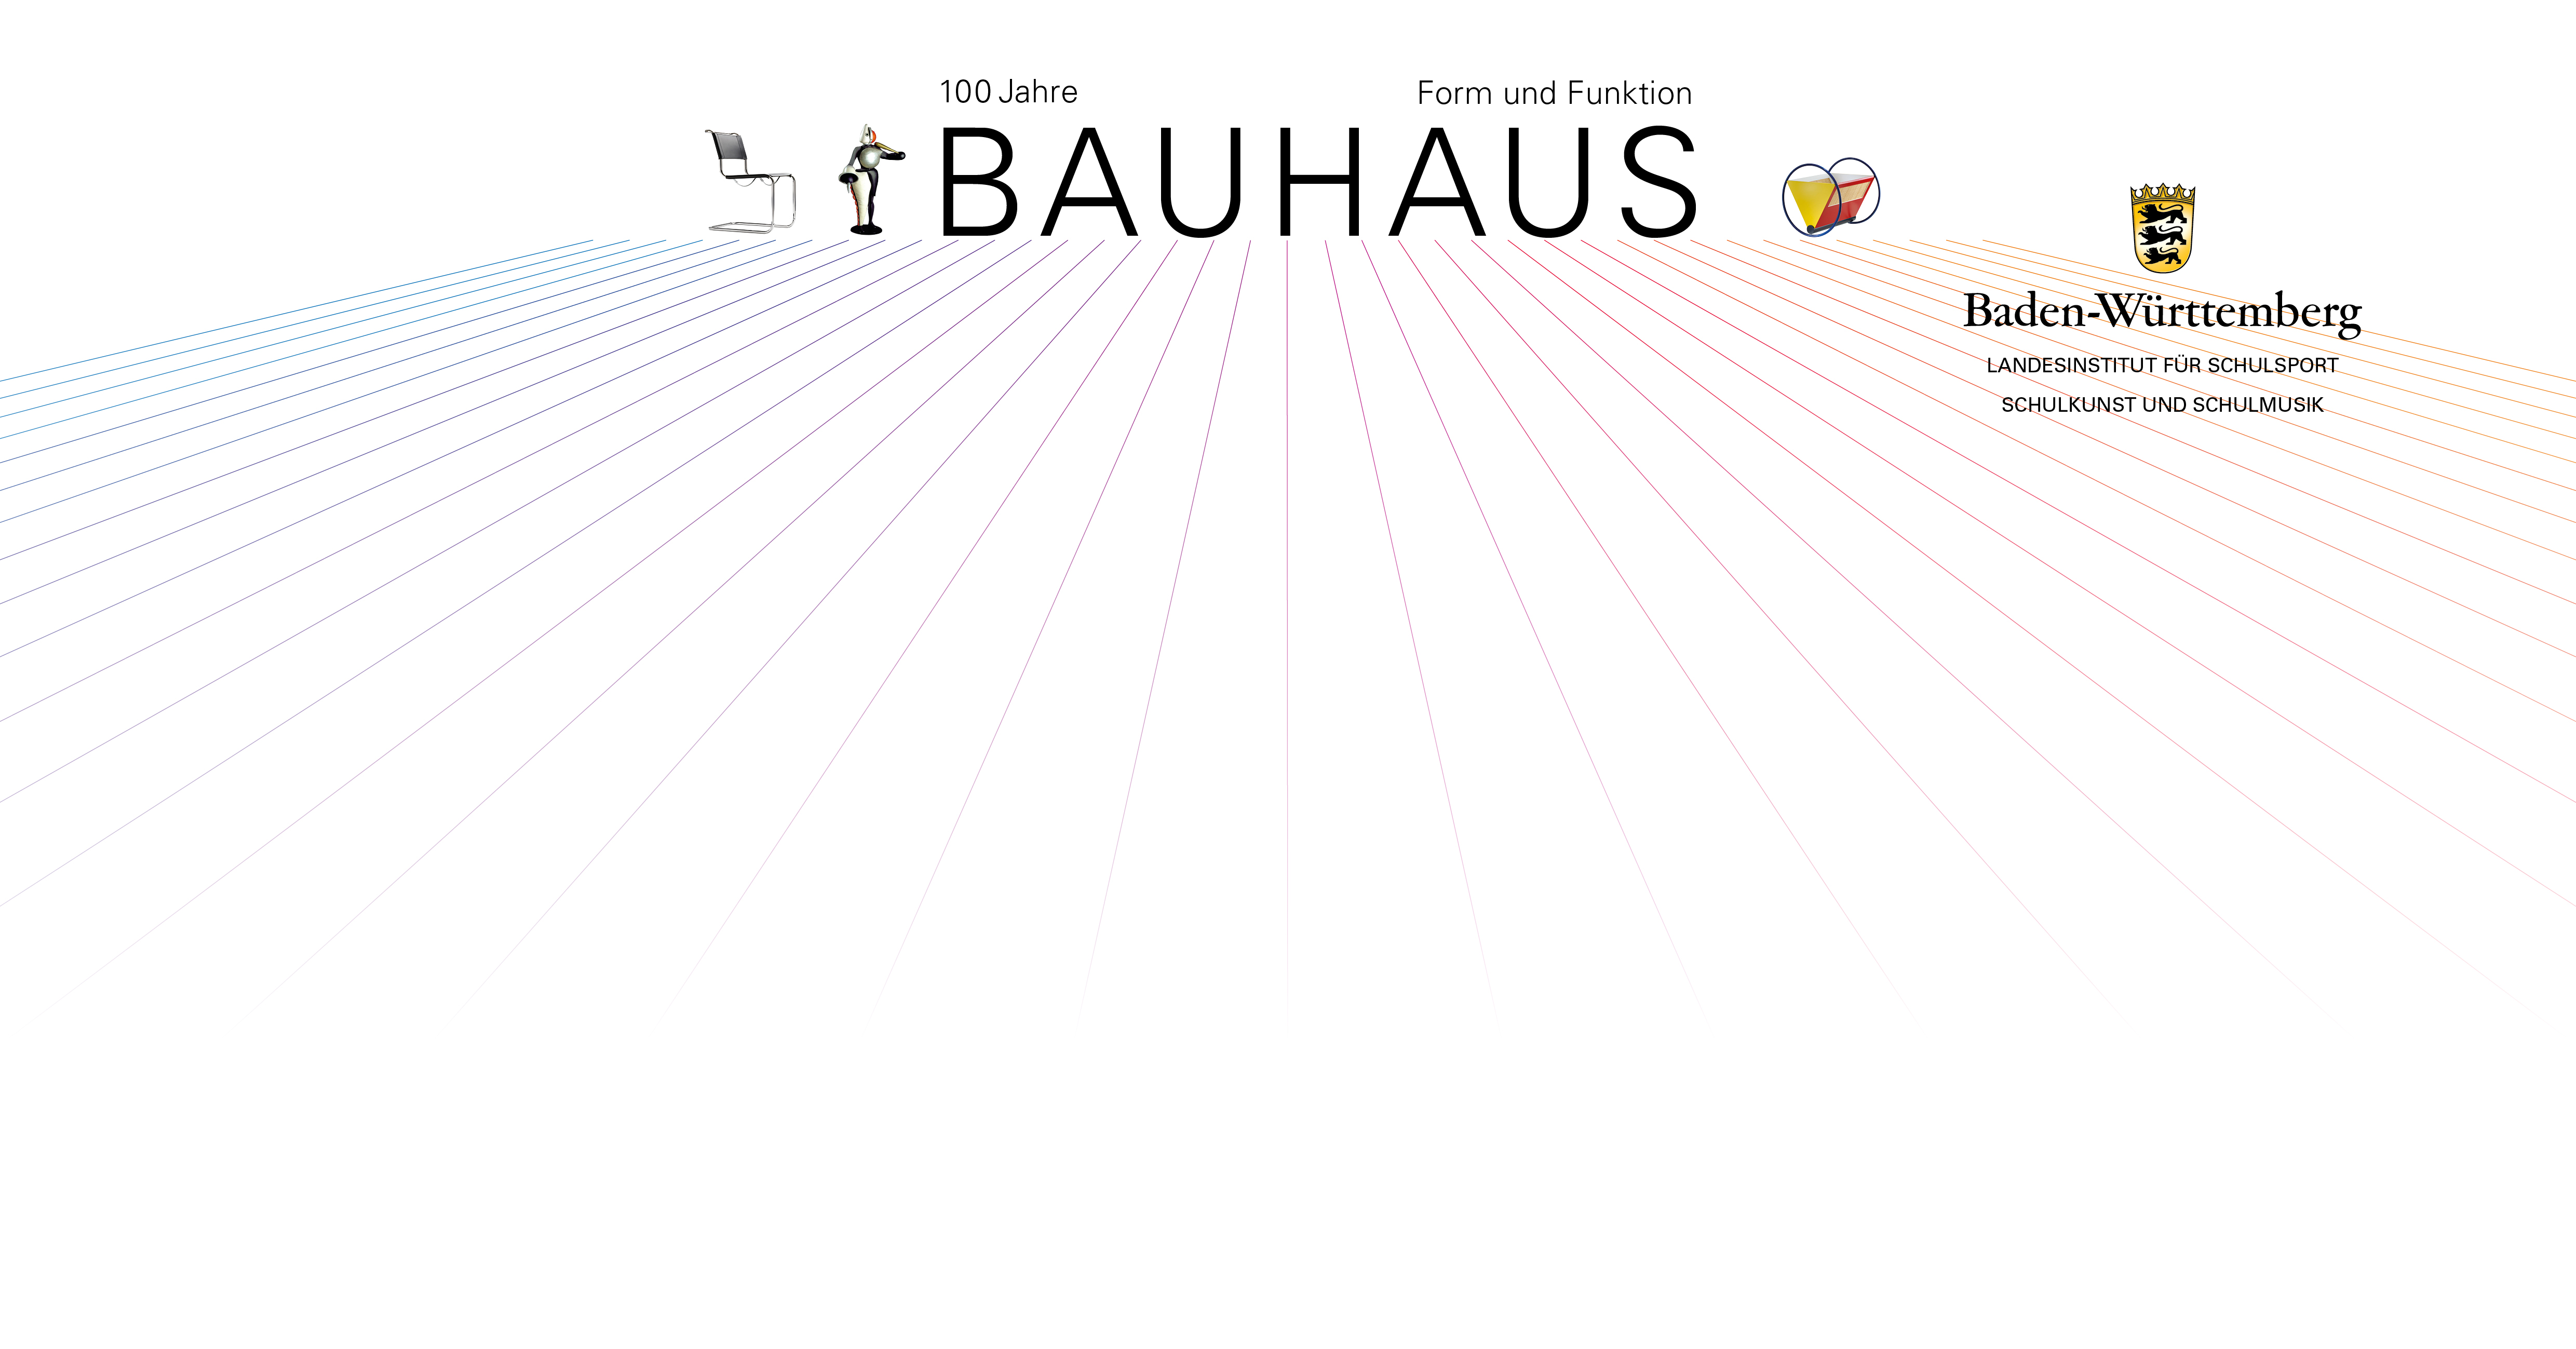 100 Jahre
Form und Funktion
BAUHAUS
Baden-Württemberg
LANDESINSTITUT FÜR SCHULSPORT
SCHULKUNST UND SCHULMUSIK